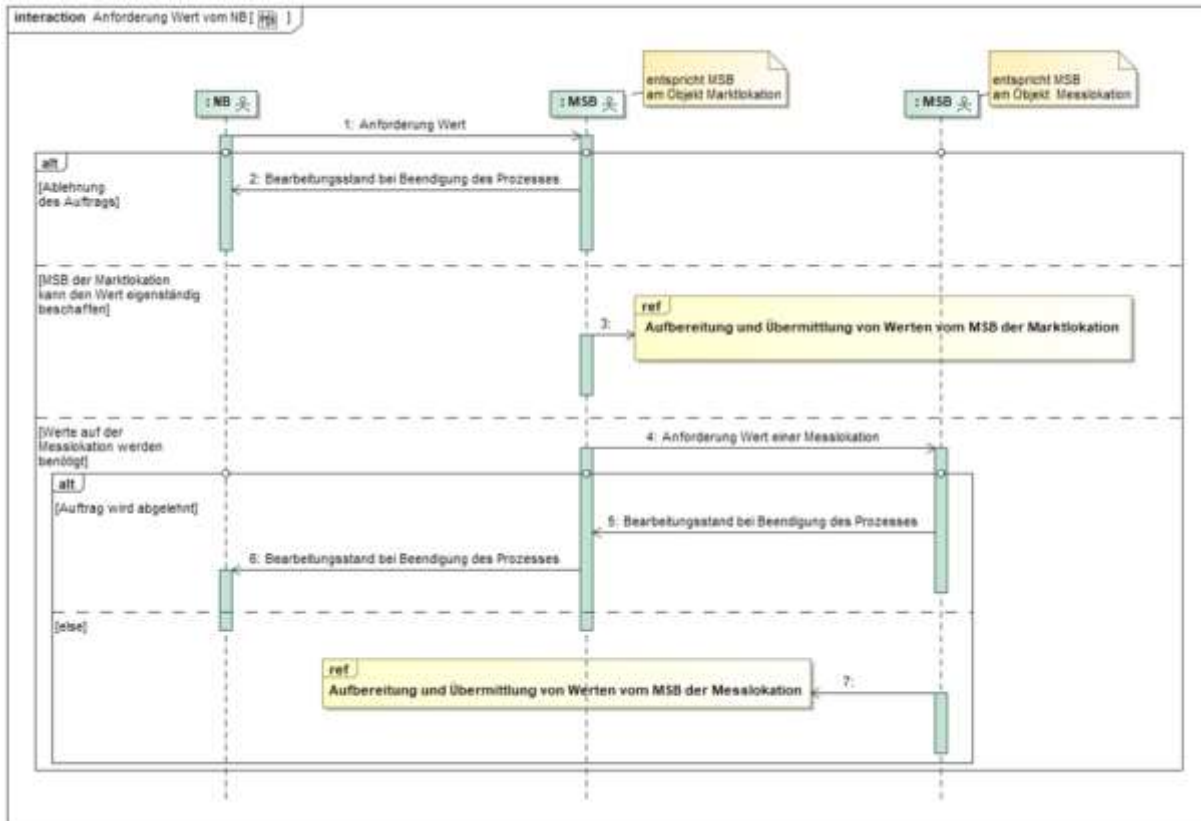 interaction Anforderung Wert vom NB [ ]
entspricht MSB
am Objekt Marktlokation
entspricht MSB
am Objekt Messlokation
: NB
: MSB
: MSB
1: Anforderung Wert
alt
[Ablehnung
des Auftrags]
2: Bearbeitungsstand bei Beendigung des Prozesses
[MSB der Marktlokation
kann den Wert eigenständig
beschaffen]
ref
3:
Aufbereitung und Übermittlung von Werten vom MSB der Marktlokation
[Werte auf der
Messlokation werden
benötigt]
4: Anforderung Wert einer Messlokation
alt
[Auftrag wird abgelehnt]
5: Bearbeitungsstand bei Beendigung des Prozesses
6: Bearbeitungsstand bei Beendigung des Prozesses
[else]
ref
7:
Aufbereitung und Übermittlung von Werten vom MSB der Messlokation